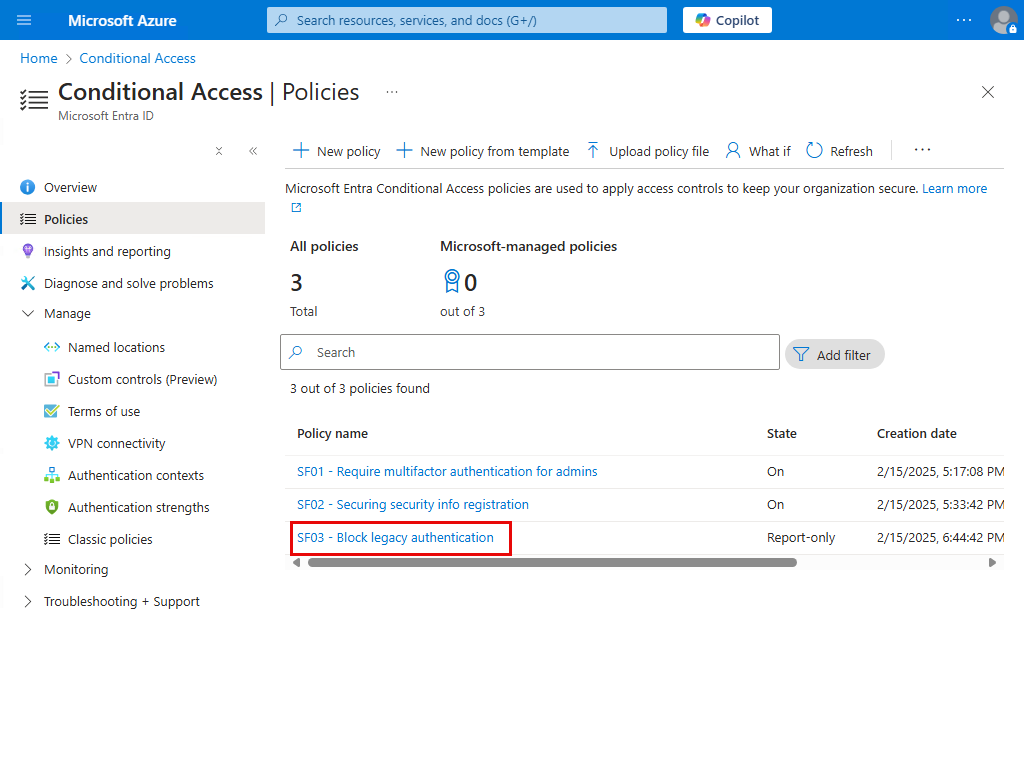 Microsoft Azure
Search resources, services, and docs (G+/)
Copilot
Home > Conditional Access
Conditional Access | Policies
Microsoft Entra ID
New policy
New policy from template
Upload policy file
What if
Refresh
Overview
Policies
Insights and reporting
Diagnose and solve problems
Manage
Named locations
Custom controls (Preview)
Terms of use
VPN connectivity
Authentication contexts
Authentication strengths
Classic policies
Monitoring
Troubleshooting + Support
Microsoft Entra Conditional Access policies are used to apply access controls to keep your organization secure. Learn more
All policies
3
Total
Microsoft-managed policies
0
out of 3
Search
Add filter
3 out of 3 policies found
Policy name State Creation date
SF01 - Require multifactor authentication for admins On 2/15/2025, 5:17:08 PM
SF02 - Securing security info registration On 2/15/2025, 5:33:42 PM
SF03 - Block legacy authentication Report-only 2/15/2025, 6:44:42 PM